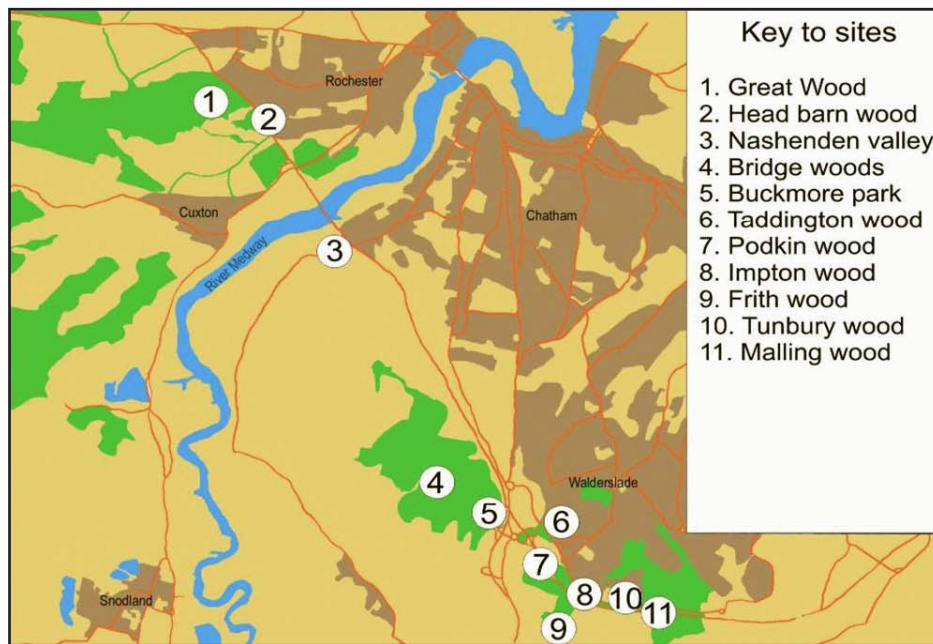 Key to sites
1. Great Wood
2. Head barn wood
3. Nashenden valley
4. Bridge woods
5. Buckmore park
6. Taddington wood
7. Podkin wood
8. Impton wood
9. Frith wood
10. Tunbury wood
11. Malling wood
Rochester
1
2
Cuxton
Chatham
River Medway
3
4
Walderslade
5
6
7
8
10
11
9
Snodland